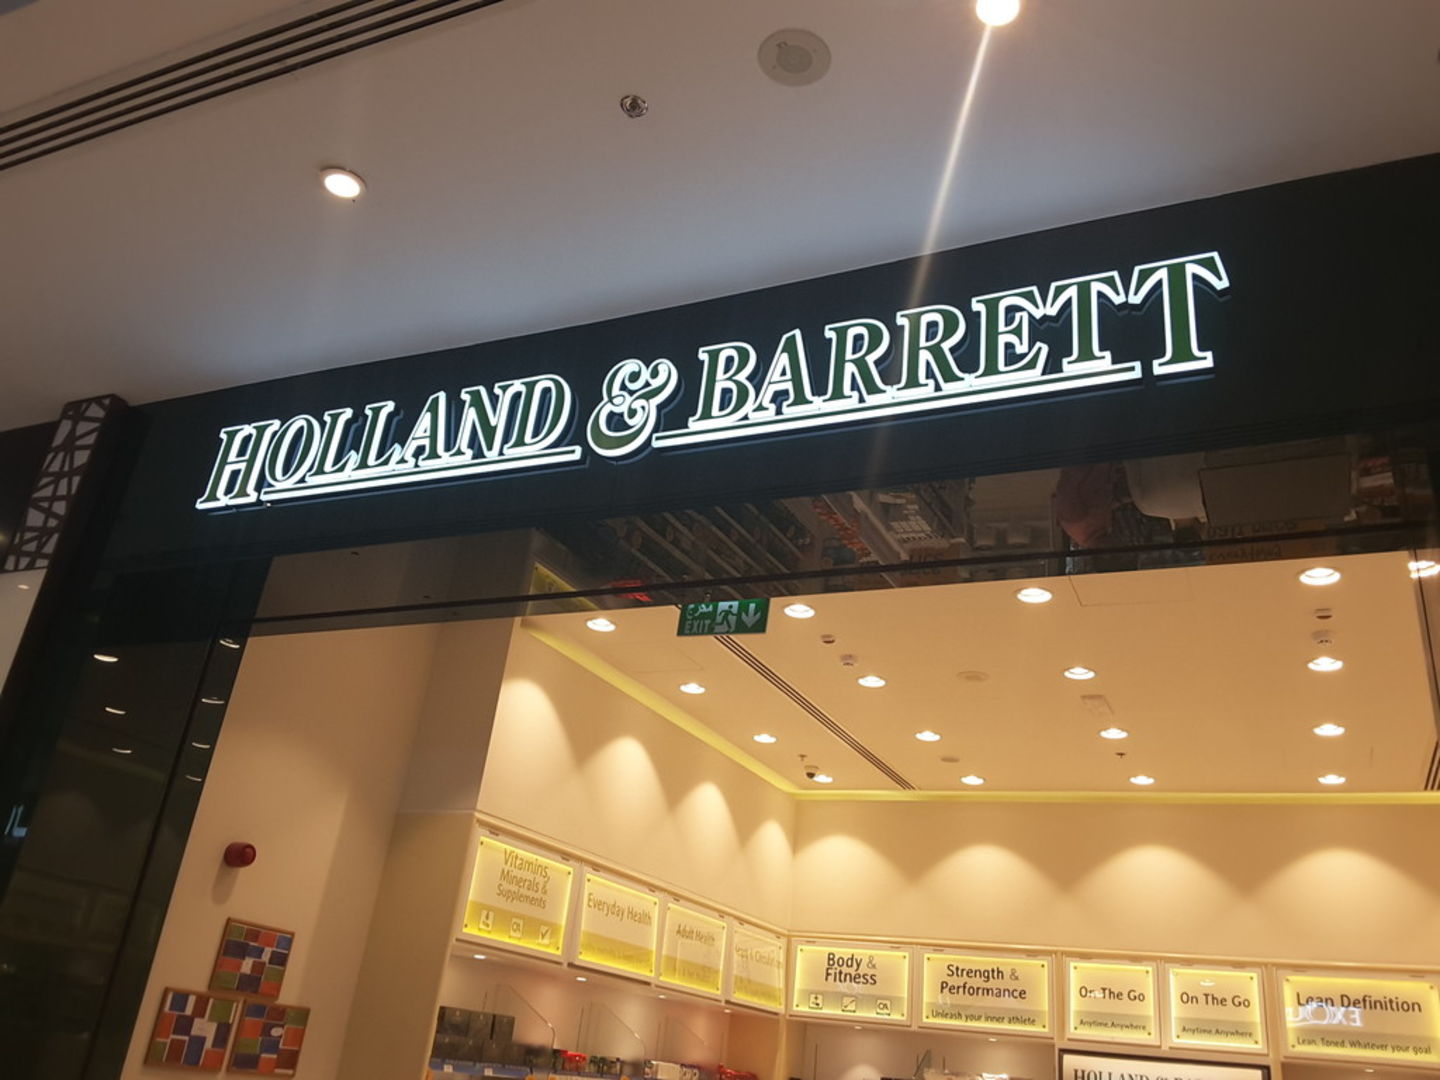 HOLLAND & BARRETT
مخرج
EXIT
Vitamins,
Minerals &
Supplements
Everyday Health
Adult Health
Body &
Fitness
Strength &
Performance
Unleash your inner athlete
On The Go
Anytime.Anywhere.
On The Go
Anytime.Anywhere.
Lean Definition
Lean. Toned. Whatever your goal
HOLLAND &